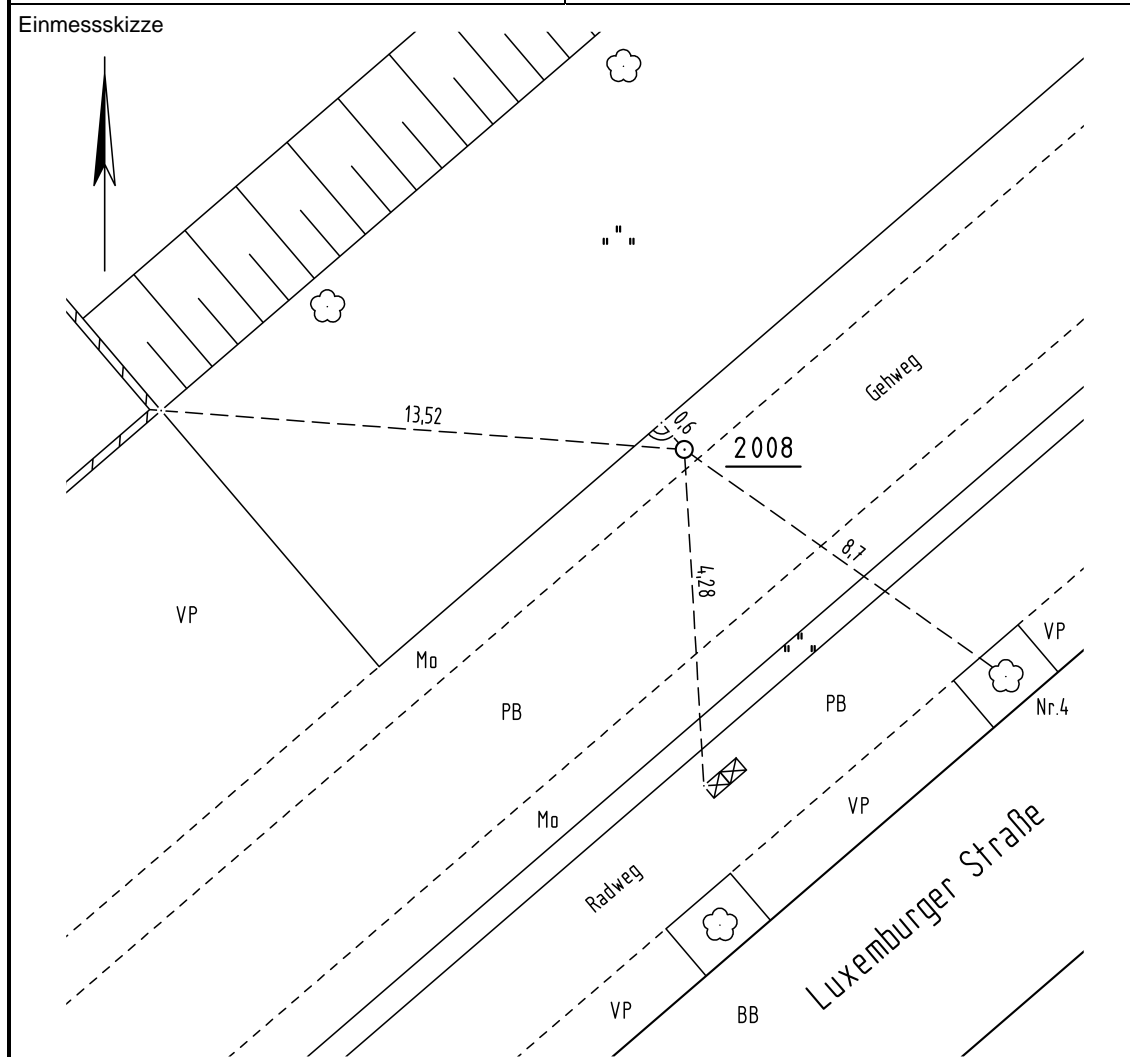 Einmessskizze
Gehweg
13,52
0,6
2008
8,7
4,28
VP
VP
Mo
PB
PB
Nr.4
Mo
VP
Radweg
Luxemburger Straße
VP
BB